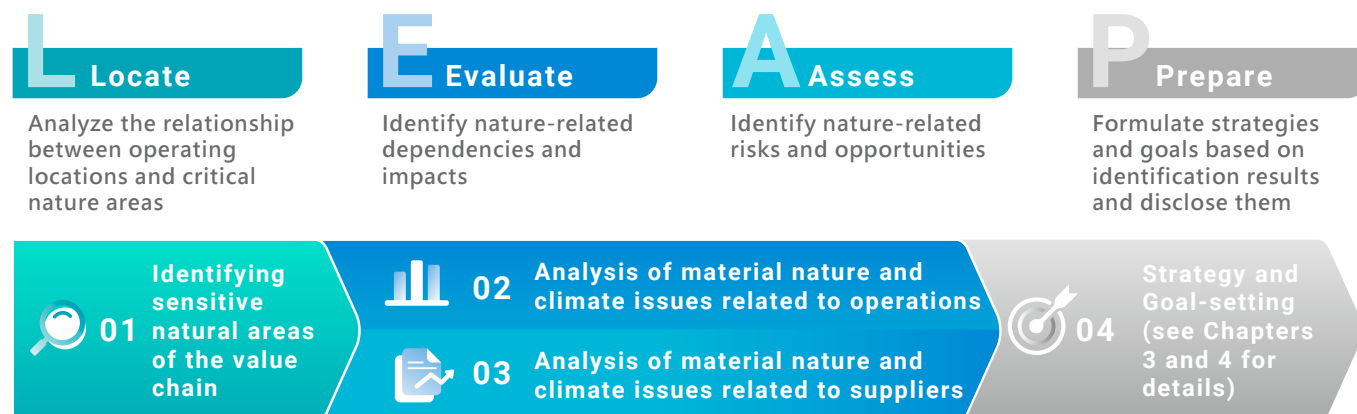 L Locate
Analyze the relationship
between operating
locations and critical
nature areas
E Evaluate
Identify nature-related
dependencies and
impacts
A Assess
Identify nature-related
risks and opportunities
P Prepare
Formulate strategies
and goals based on
identification results
and disclose them
01
Identifying
sensitive
natural areas
of the value
chain
02
Analysis of material nature and
climate issues related to operations
03
Analysis of material nature and
climate issues related to suppliers
04
Strategy and
Goal-setting
(see Chapters
3 and 4 for
details)